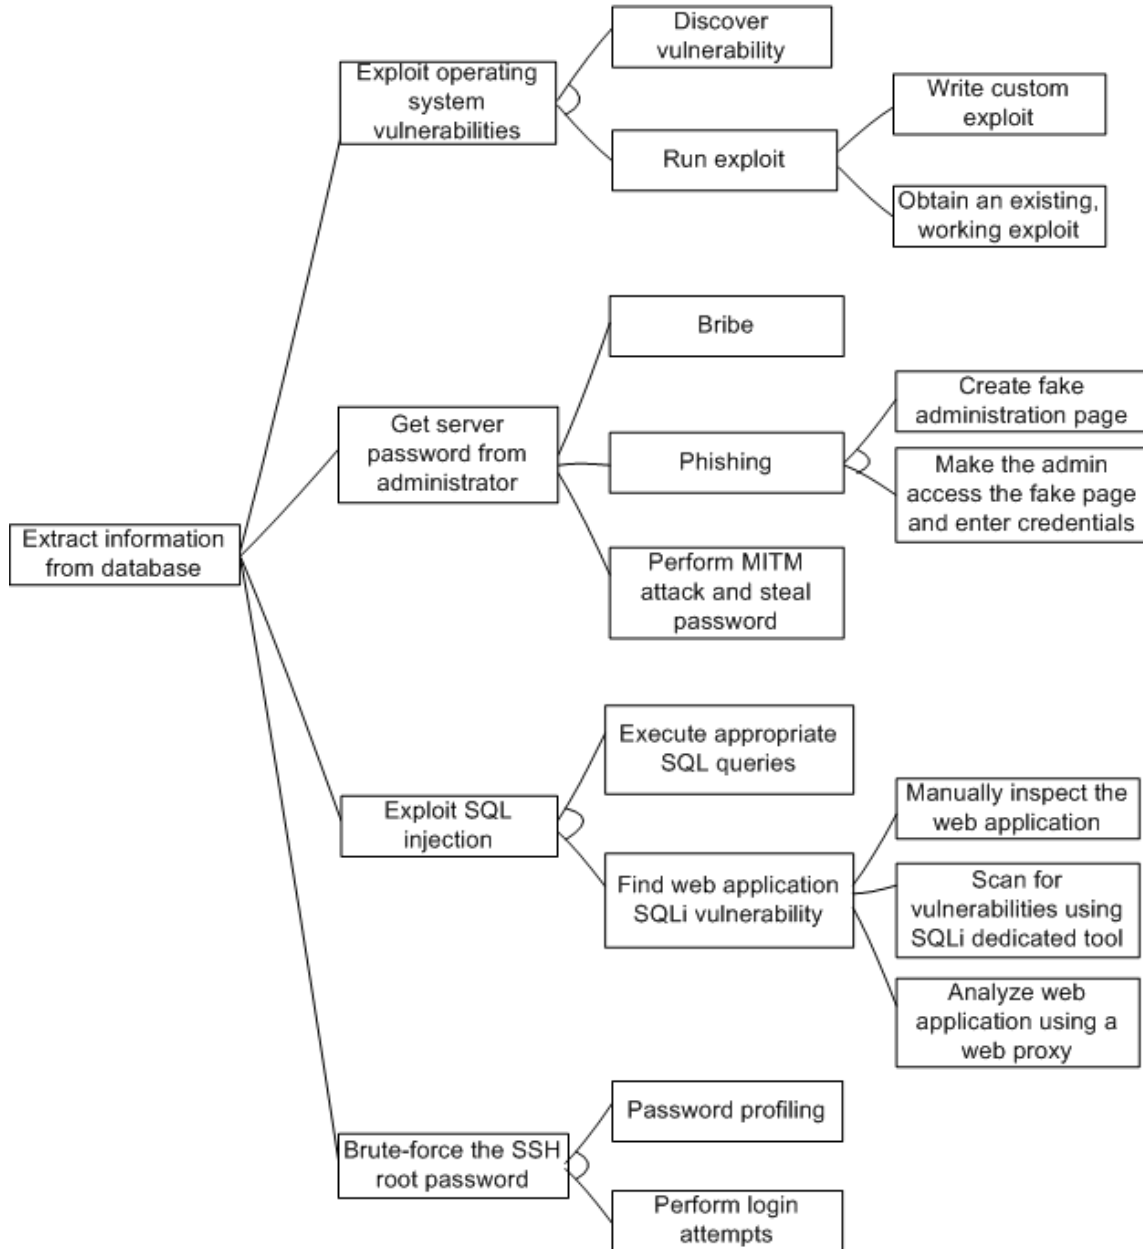 Discover
vulnerability
Exploit operating
system
vulnerabilities
Write custom
exploit
Run exploit
Obtain an existing,
working exploit
Bribe
Get server
password from
administrator
Phishing
Create fake
administration page
Make the admin
access the fake page
and enter credentials
Extract information
from database
Perform MITM
attack and steal
password
Execute appropriate
SQL queries
Exploit SQL
injection
Manually inspect the
web application
Find web application
SQLi vulnerability
Scan for
vulnerabilities using
SQLi dedicated tool
Analyze web
application using a
web proxy
Password profiling
Brute-force the SSH
root password
Perform login
attempts